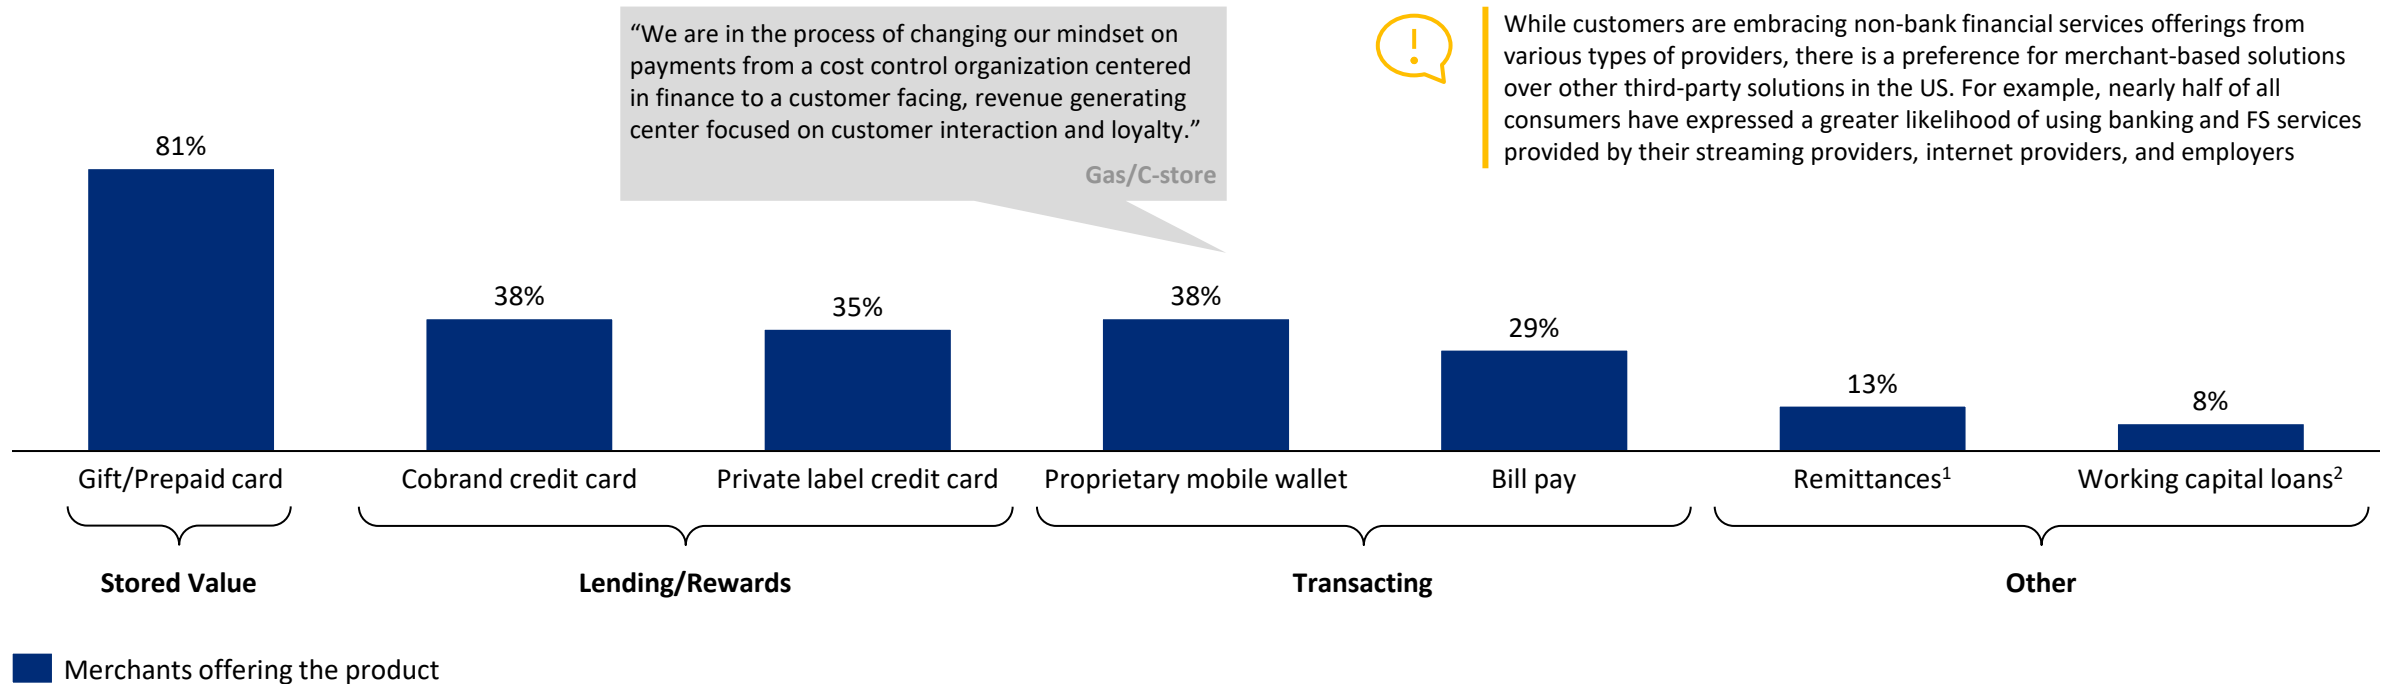 “We are in the process of changing our mindset on
payments from a cost control organization centered
in finance to a customer facing, revenue generating
center focused on customer interaction and loyalty.”
Gas/C-store
While customers are embracing non-bank financial services offerings from
various types of providers, there is a preference for merchant-based solutions
over other third-party solutions in the US. For example, nearly half of all
consumers have expressed a greater likelihood of using banking and FS services
provided by their streaming providers, internet providers, and employers
81%
38%
35%
38%
29%
13%
8%
Gift/Prepaid card
Cobrand credit card
Private label credit card
Proprietary mobile wallet
Bill pay
Remittances¹
Working capital loans²
Stored Value
Lending/Rewards
Transacting
Other
Merchants offering the product